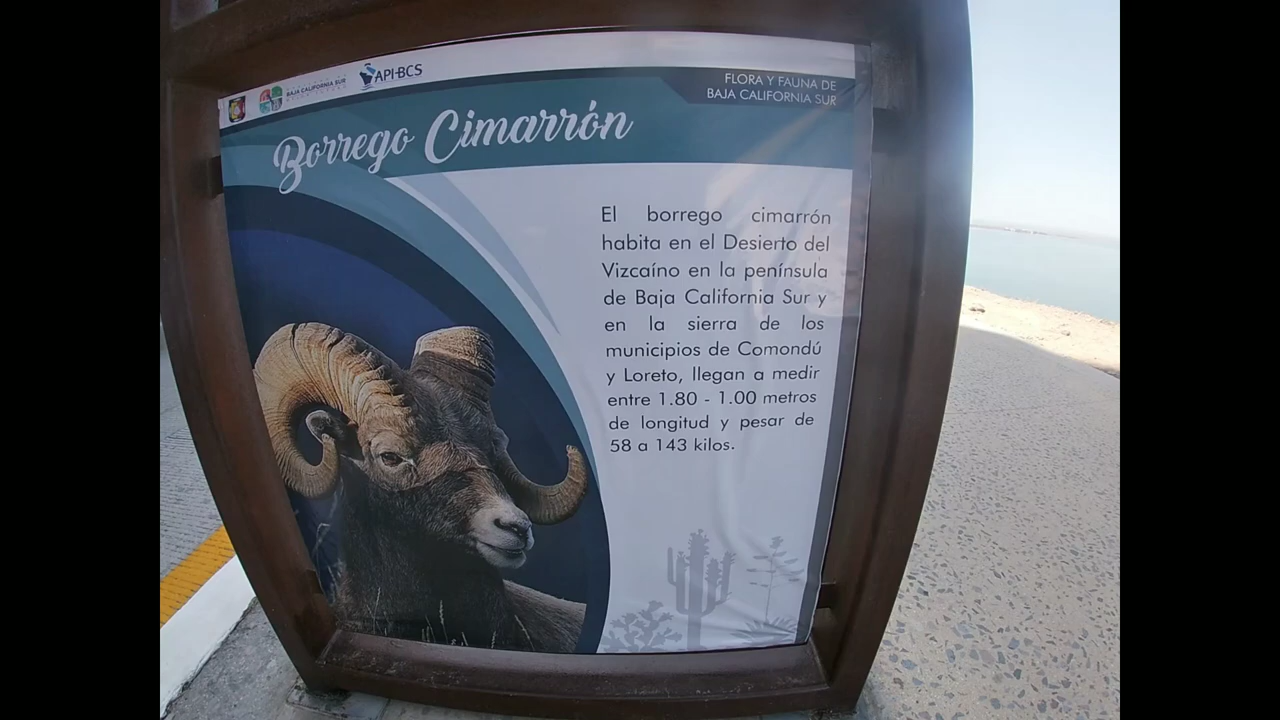 API-BCS
BAJA CALIFORNIA SUR
FLORA Y FAUNA DE
BAJA CALIFORNIA SUR
Borrego Cimarrón
El borrego cimarrón
habita en el Desierto del
Vizcaíno en la península
de Baja California Sur y
en la sierra de los
municipios de Comondú
y Loreto, llegan a medir
entre 1.80 - 1.00 metros
de longitud y pesar de
58 a 143 kilos.